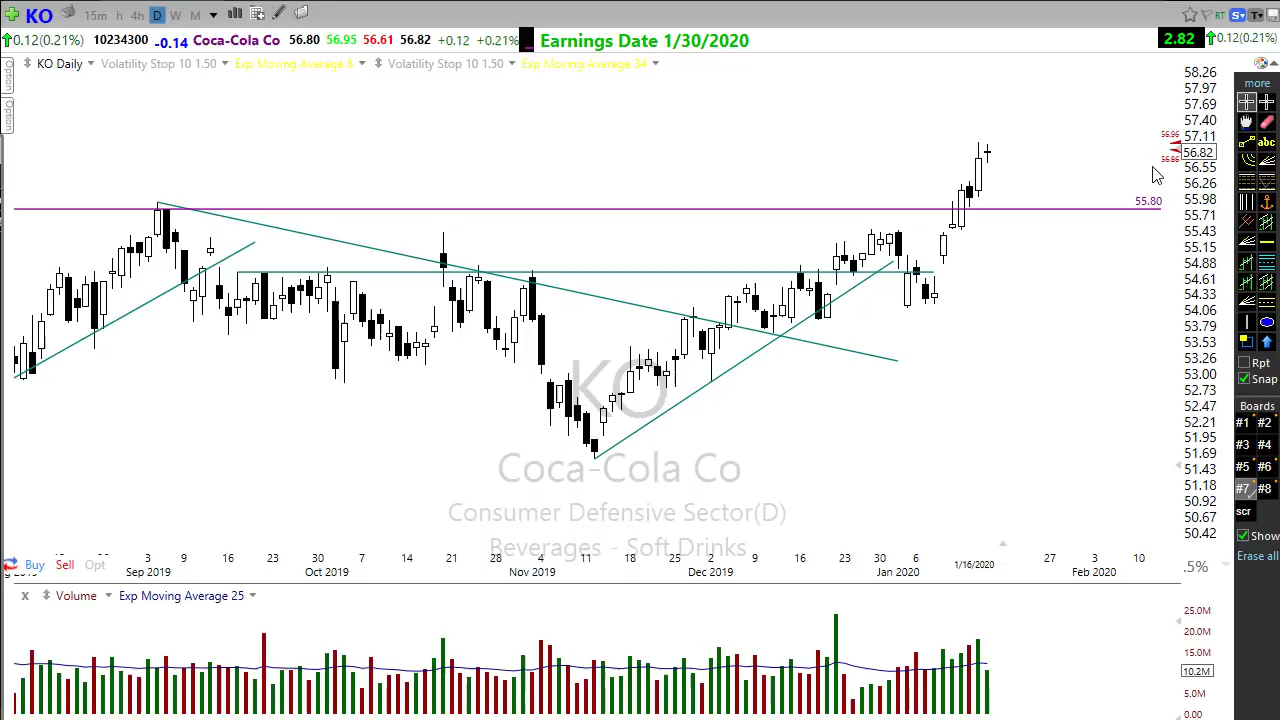 KO 15m h 4h D W M RT S T
0.12(0.21%) 10234300 -0.14 Coca-Cola Co 56.80 56.95 56.61 56.82 +0.12 +0.21% Earnings Date 1/30/2020 2.82 0.12(0.21%)
KO Daily Volatility Stop 10 1.50 Exp Moving Average 8 Volatility Stop 10 1.50 Exp Moving Average 34
Option
Option
58.26
57.97
57.69
57.40
57.11
56.96
56.82
56.86
56.55
56.26
55.98
55.80
55.71
55.43
55.15
54.88
54.61
54.33
54.06
53.79
53.53
53.26
53.00
52.73
52.47
52.21
51.95
51.69
51.43
51.18
50.92
50.67
50.42
more
abc
Rpt
Snap
Boards
#1 #2
#3 #4
#5 #6
#7 #8
scr
Show
Erase all
KO
Coca-Cola Co
Consumer Defensive Sector(D)
Beverages - Soft Drinks
3 9 16 23 30 7 14 21 28 4 11 18 25 2 9 16 23 30 6 27 3 10
Sep 2019 Oct 2019 Nov 2019 Dec 2019 Jan 2020 1/16/2020 Feb 2020
Buy Sell Opt
.5%
x Volume Exp Moving Average 25
25.0M
20.0M
15.0M
10.2M
5.0M
0.00